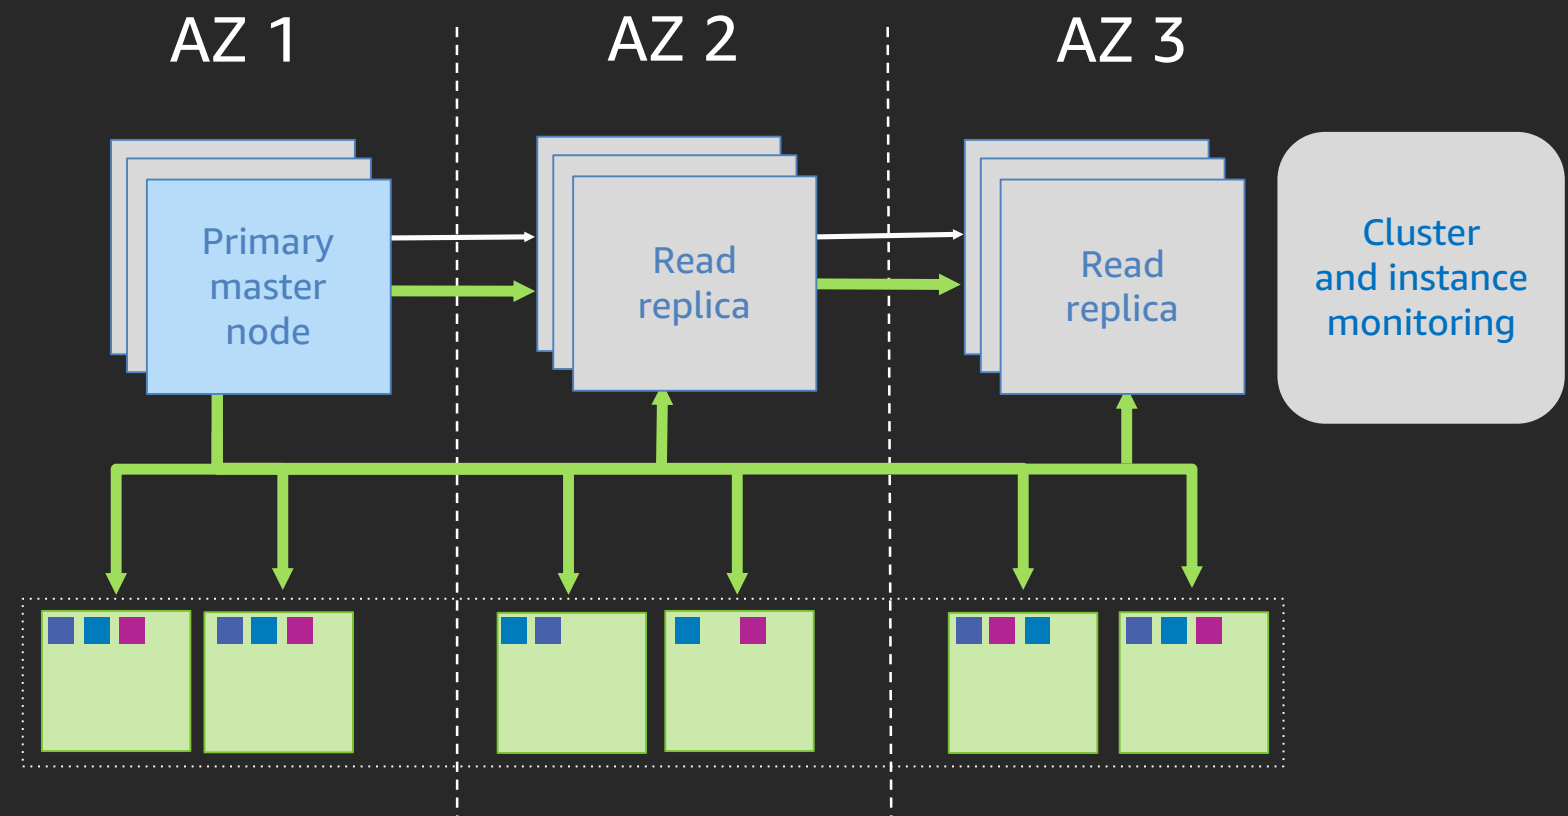 AZ 1
AZ 2
AZ 3
Primary
master
node
Read
replica
Read
replica
Cluster
and instance
monitoring